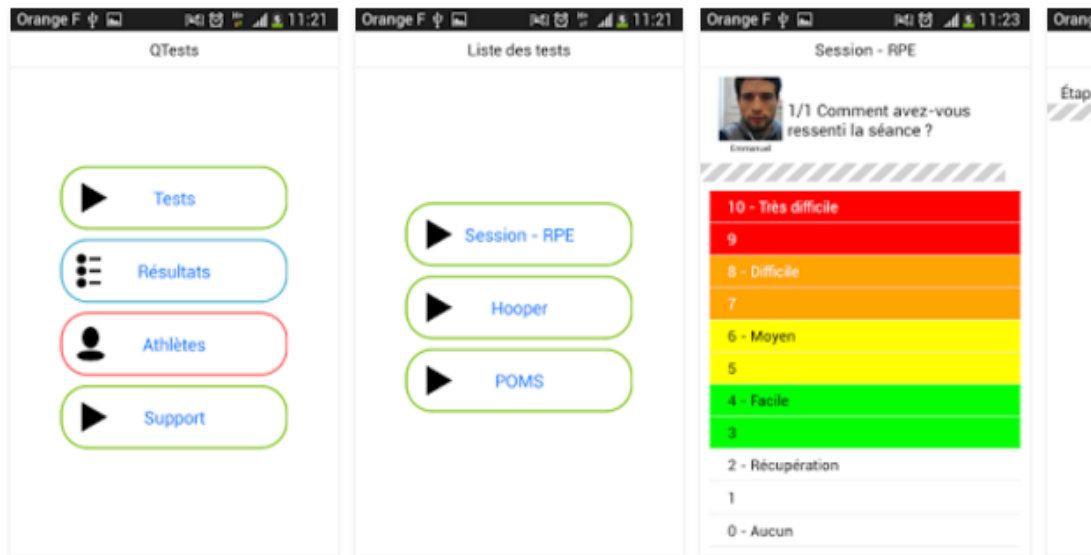 Orange F 11:21
QTests
Tests
Résultats
Athlètes
Support
Orange F 11:21
Liste des tests
Session - RPE
Hooper
POMS
Orange F 11:23
Session - RPE
1/1 Comment avez-vous
ressenti la séance ?
Emmanuel
10 - Très difficile
9
8 - Difficile
7
6 - Moyen
5
4 - Facile
3
2 - Récupération
1
0 - Aucun
Orang
Étap